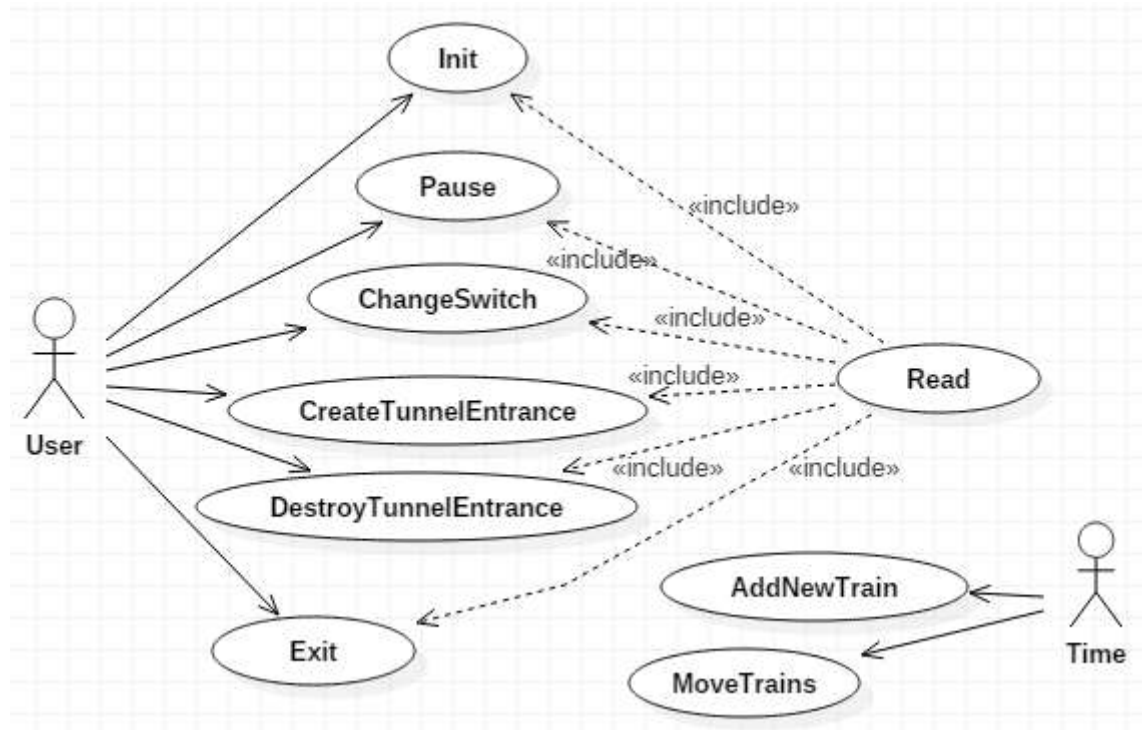 Init
Pause
«include»
«include»
ChangeSwitch
«include»
Read
«include»
CreateTunnelEntrance
User
«include»
«include»
DestroyTunnelEntrance
AddNewTrain
Exit
Time
MoveTrains